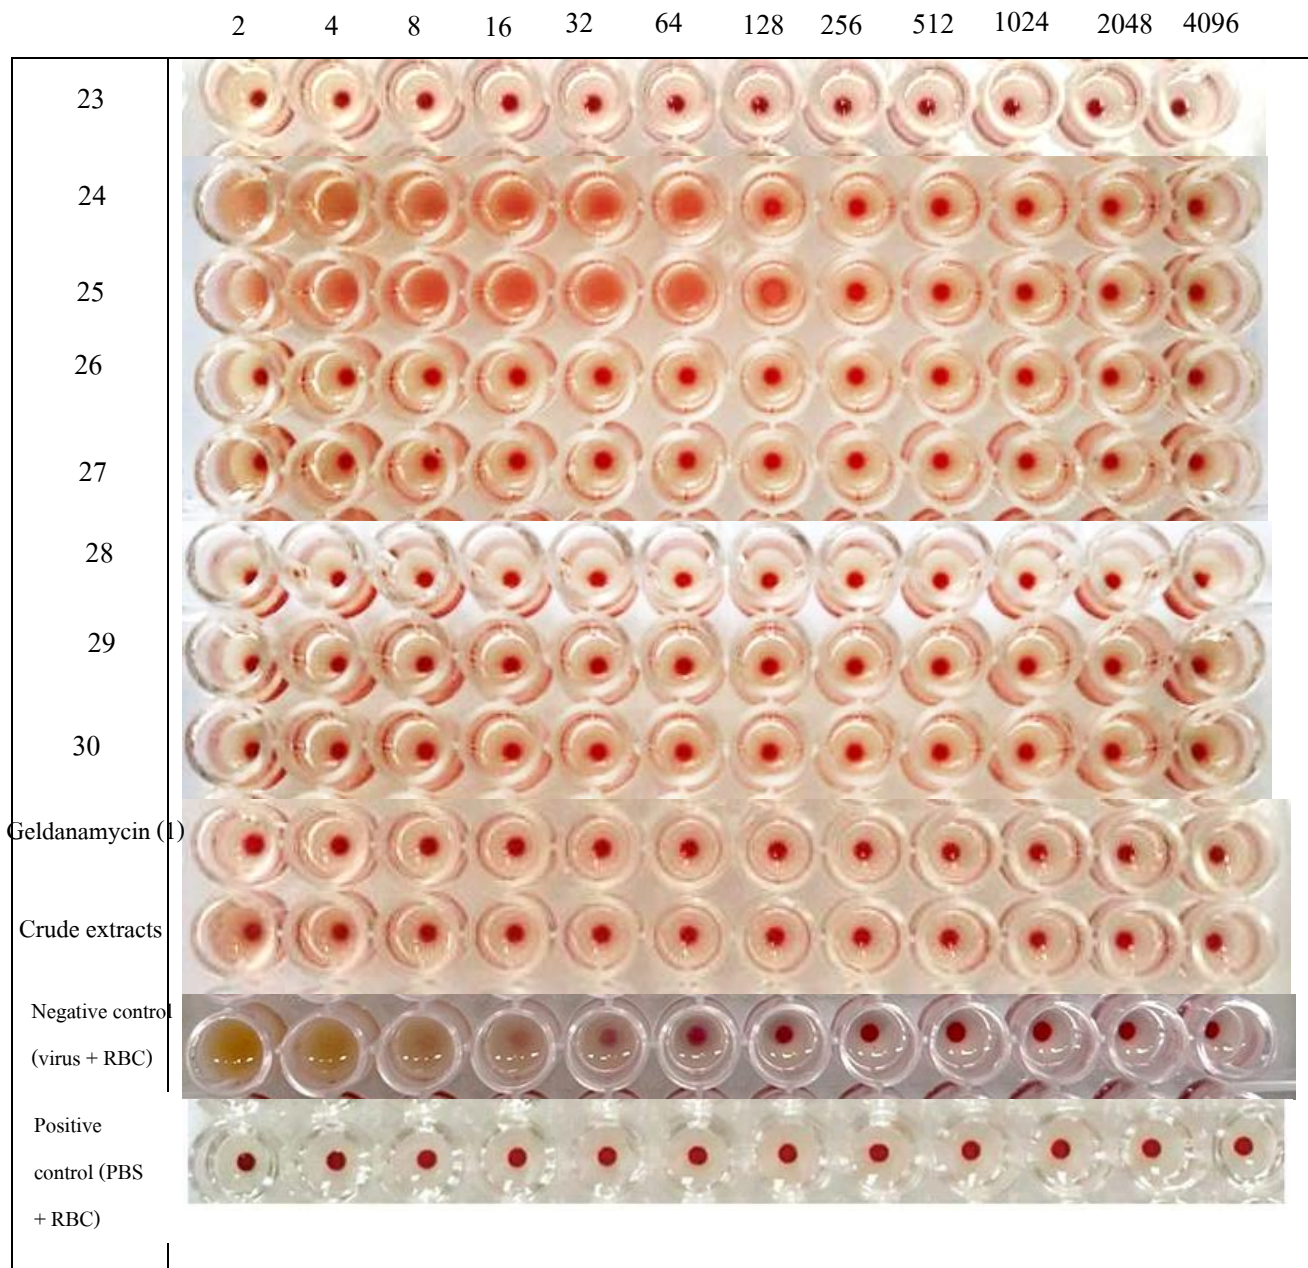 2 4 8 16 32 64 128 256 512 1024 2048 4096
23
24
25
26
27
28
29
30
Geldanamycin (1)
Crude extracts
Negative control
(virus + RBC)
Positive
control (PBS
+ RBC)